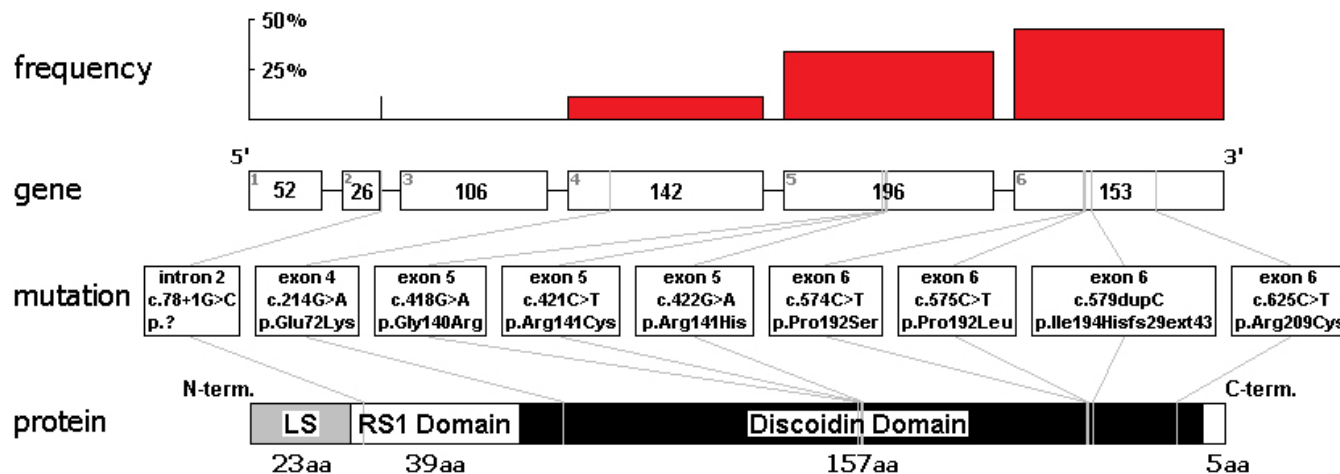 50%
25%
frequency
5'
3'
gene
1 52
2 26
3 106
4 142
5 196
6 153
mutation
intron 2
c.78+1G>C
p.?
exon 4
c.214G>A
p.Glu72Lys
exon 5
c.418G>A
p.Gly140Arg
exon 5
c.421C>T
p.Arg141Cys
exon 5
c.422G>A
p.Arg141His
exon 6
c.574C>T
p.Pro192Ser
exon 6
c.575C>T
p.Pro192Leu
exon 6
c.579dupC
p.Ile194Hisfs29ext43
exon 6
c.625C>T
p.Arg209Cys
N-term.
C-term.
protein
LS
RS1 Domain
Discoidin Domain
23aa
39aa
157aa
5aa